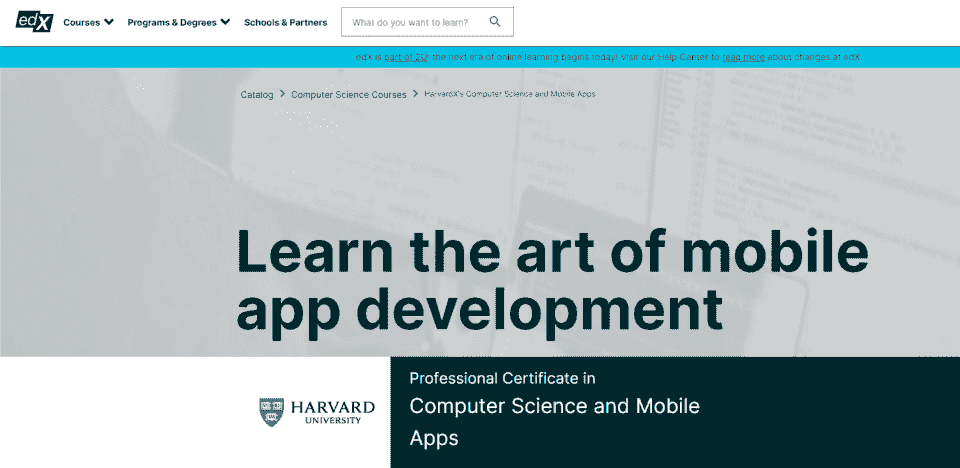 edX Courses Programs & Degrees Schools & Partners What do you want to learn?
edX is part of 2U! the next era of online learning begins today! Visit our Help Center to read more about changes at edX
Catalog > Computer Science Courses > HarvardX's Computer Science and Mobile Apps
Learn the art of mobile
app development
HARVARD
UNIVERSITY
Professional Certificate in
Computer Science and Mobile
Apps